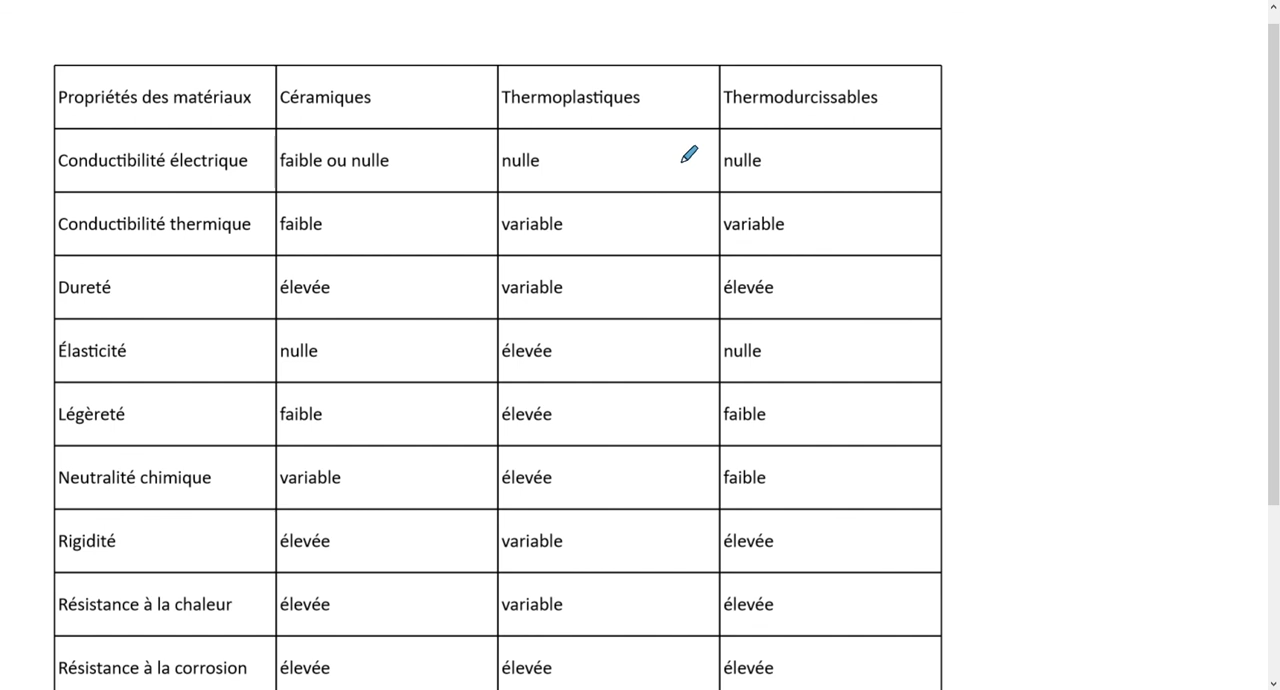 Propriétés des matériaux Céramiques Thermoplastiques Thermodurcissables
Conductibilité électrique faible ou nulle nulle nulle
Conductibilité thermique faible variable variable
Dureté élevée variable élevée
Élasticité nulle élevée nulle
Légèreté faible élevée faible
Neutralité chimique variable élevée faible
Rigidité élevée variable élevée
Résistance à la chaleur élevée variable élevée
Résistance à la corrosion élevée élevée élevée